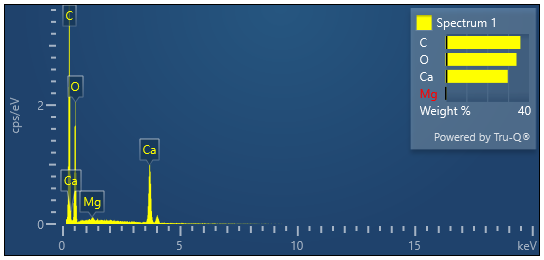 C
O
Ca
Ca
Mg
cps/eV
2
0
0
5
10
15
keV
Spectrum 1
C
O
Ca
Mg
Weight % 40
Powered by Tru-Q®